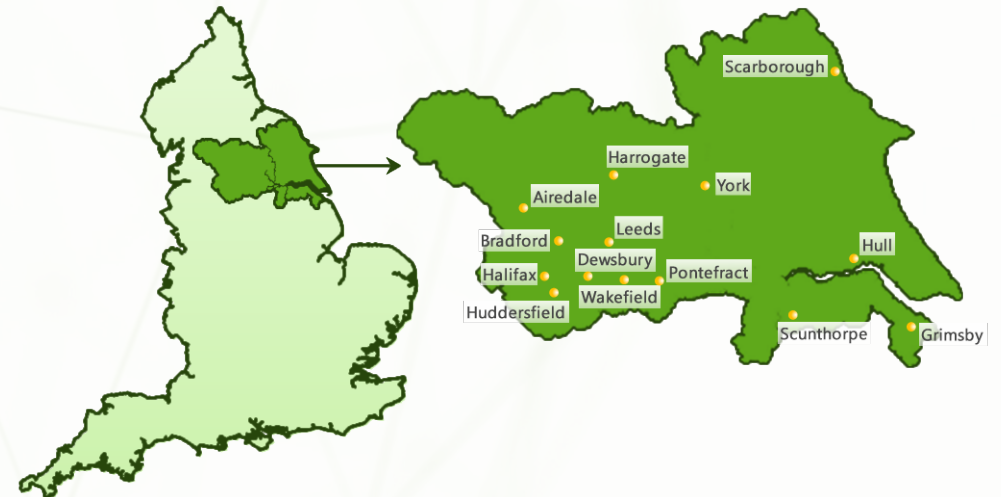 Scarborough
Harrogate
York
Airedale
Leeds
Bradford
Hull
Dewsbury
Halifax
Pontefract
Wakefield
Huddersfield
Scunthorpe
Grimsby